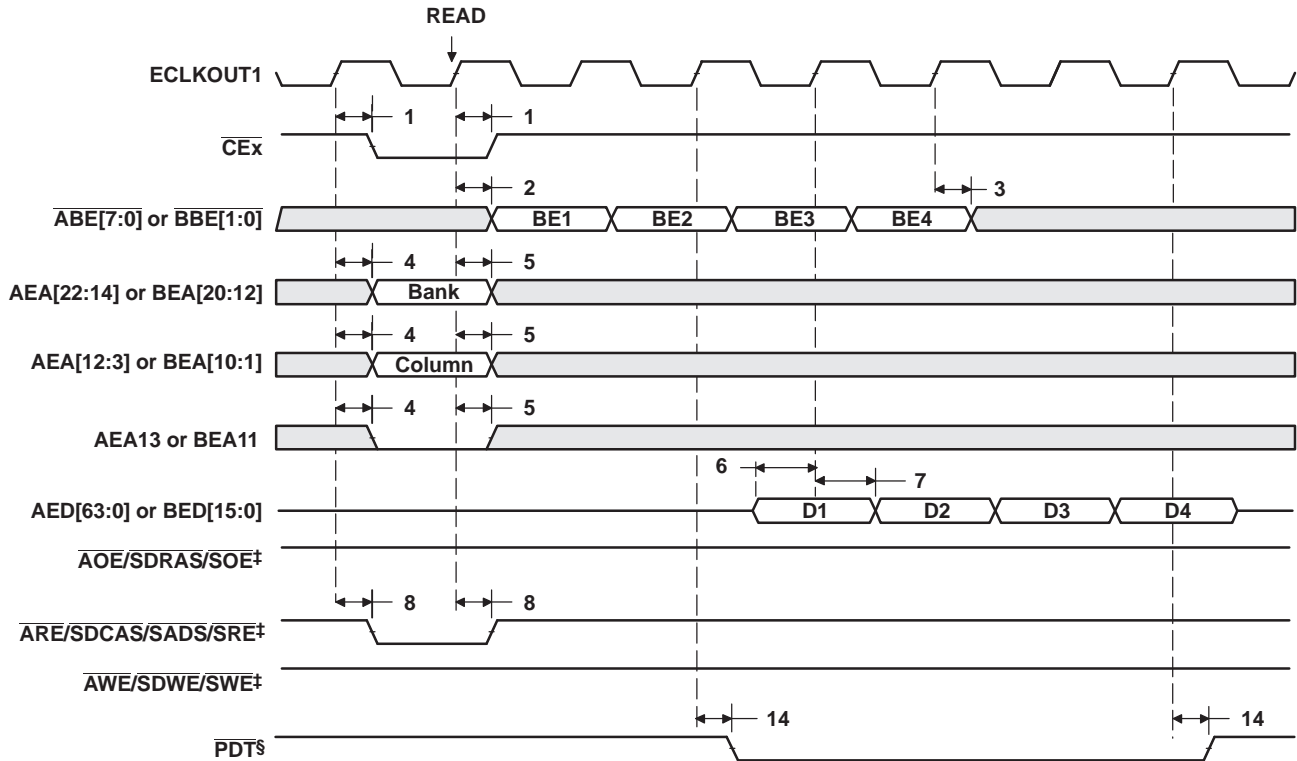 READ
ECLKOUT1
1 1
CEx
2 3
ABE[7:0] or BBE[1:0] BE1 BE2 BE3 BE4
4 5
AEA[22:14] or BEA[20:12] Bank
4 5
AEA[12:3] or BEA[10:1] Column
4 5
AEA13 or BEA11
6 7
AED[63:0] or BED[15:0] D1 D2 D3 D4
AOE/SDRAS/SOE‡
8 8
ARE/SDCAS/SADS/SRE‡
AWE/SDWE/SWE‡
14 14
PDT§